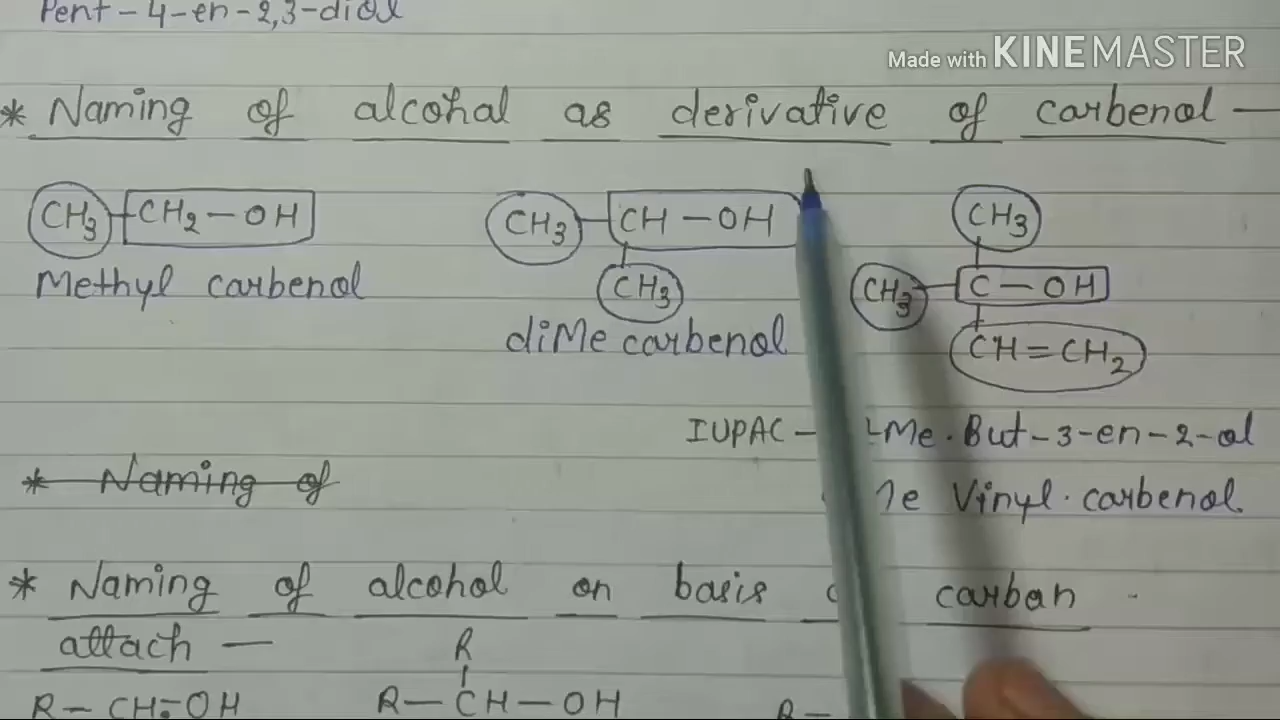 Pent-4-en-2,3-diol
Made with KINEMASTER
* Naming of alcohal as derivative of carbenol —
CH3 – CH2 – OH
Methyl carbenol
CH3 – CH – OH
CH3
diMe carbenol
CH3
CH3 – C – OH
CH = CH2
IUPAC – -Me. But-3-en-2-ol
Vinyl. carbenol
* Naming of
* Naming of alcohol on basis carban
attach —
R – CH2-OH
R
R – CH – OH
R –